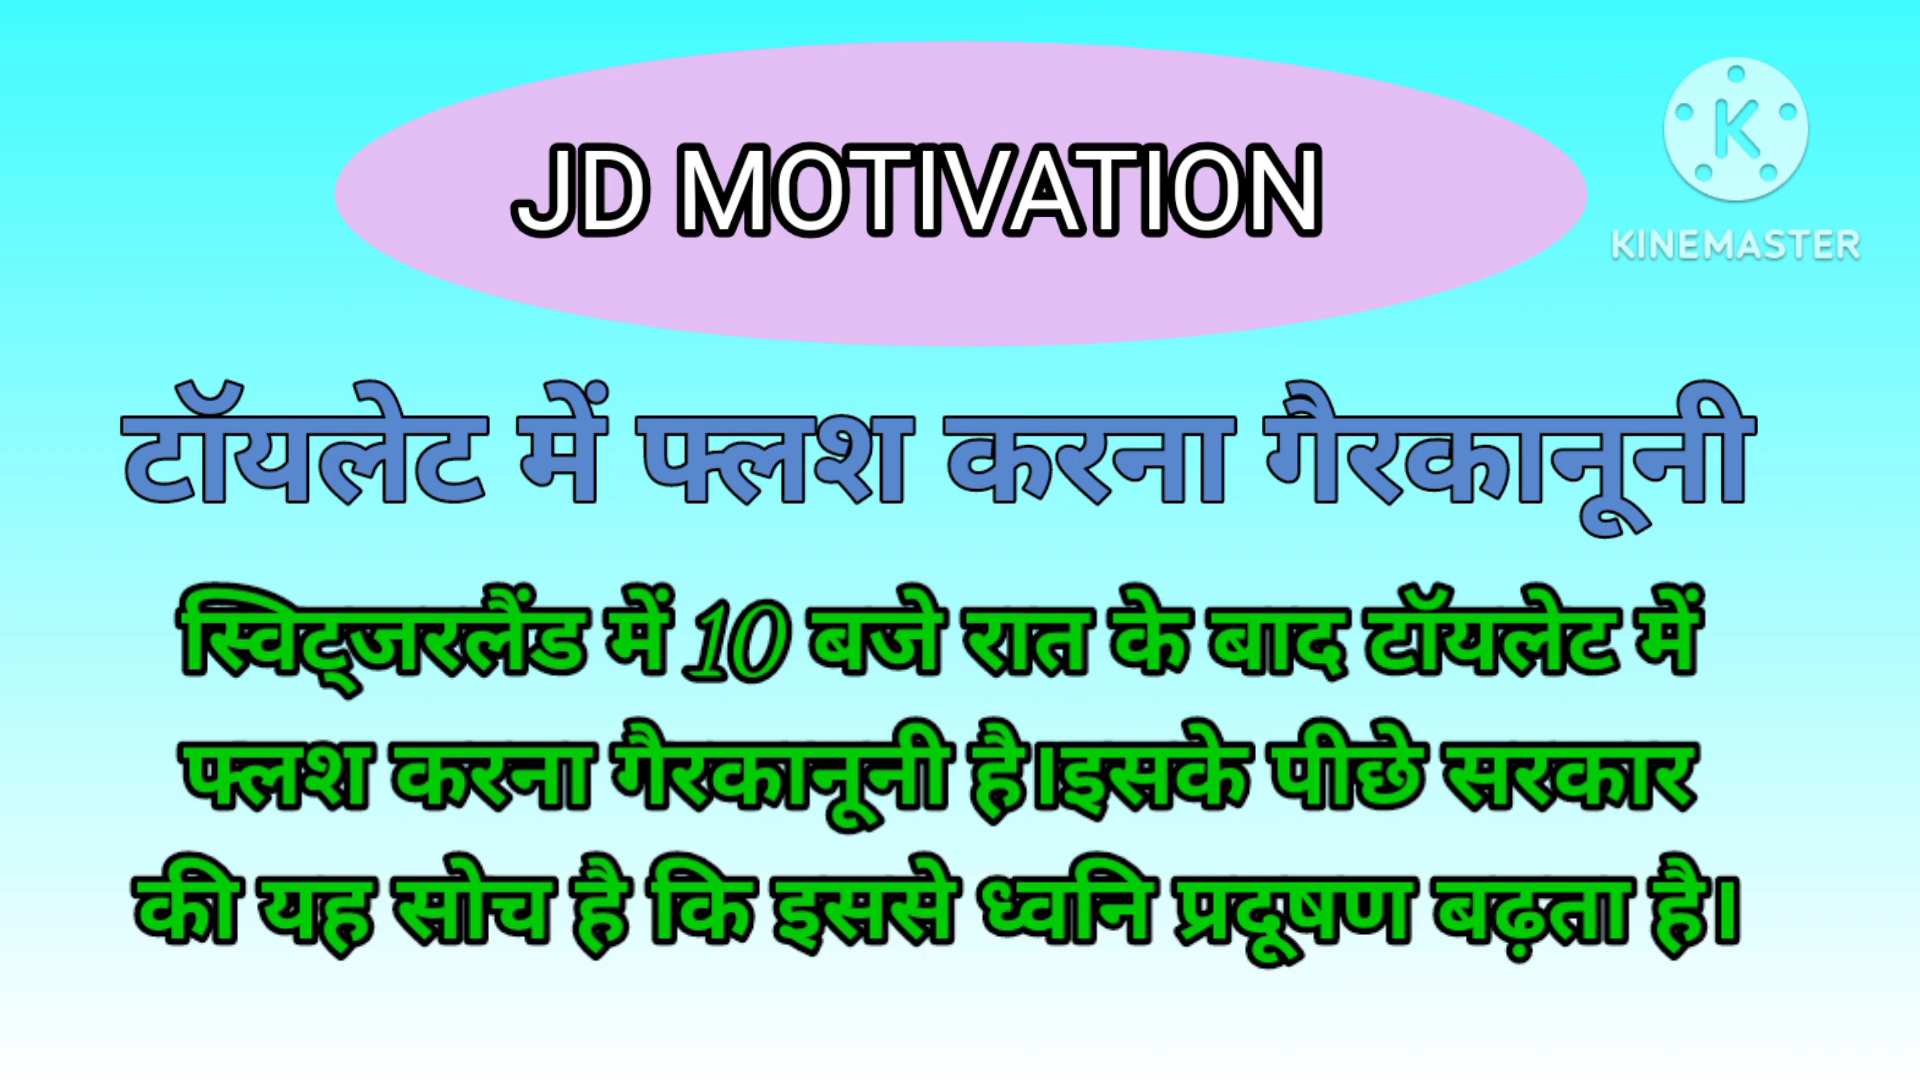 JD MOTIVATION
K
KINEMASTER
टॉयलेट में फ्लश करना गैरकानूनी
स्विट्जरलैंड में 10 बजे रात के बाद टॉयलेट में
फ्लश करना गैरकानूनी है।इसके पीछे सरकार
की यह सोच है कि इससे ध्वनि प्रदूषण बढ़ता है।